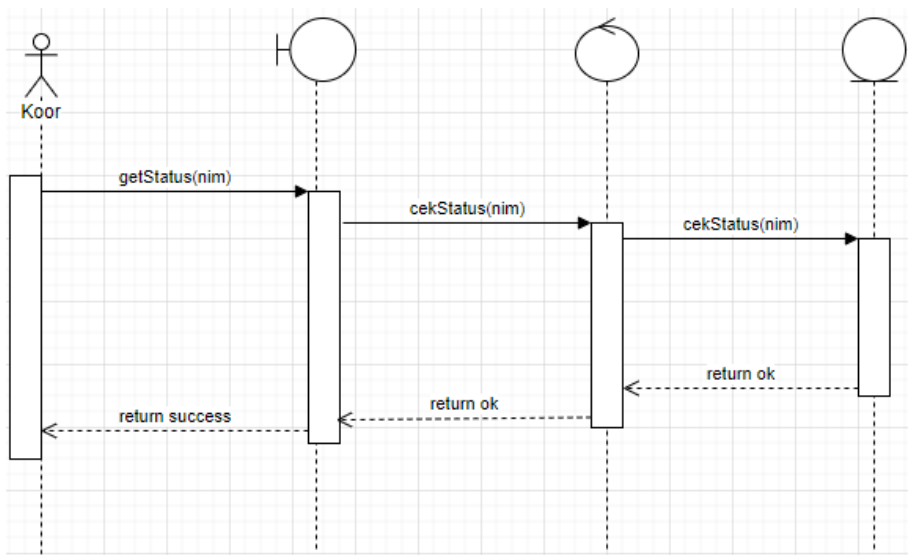 Koor
getStatus(nim)
cekStatus(nim)
cekStatus(nim)
return ok
return ok
return success